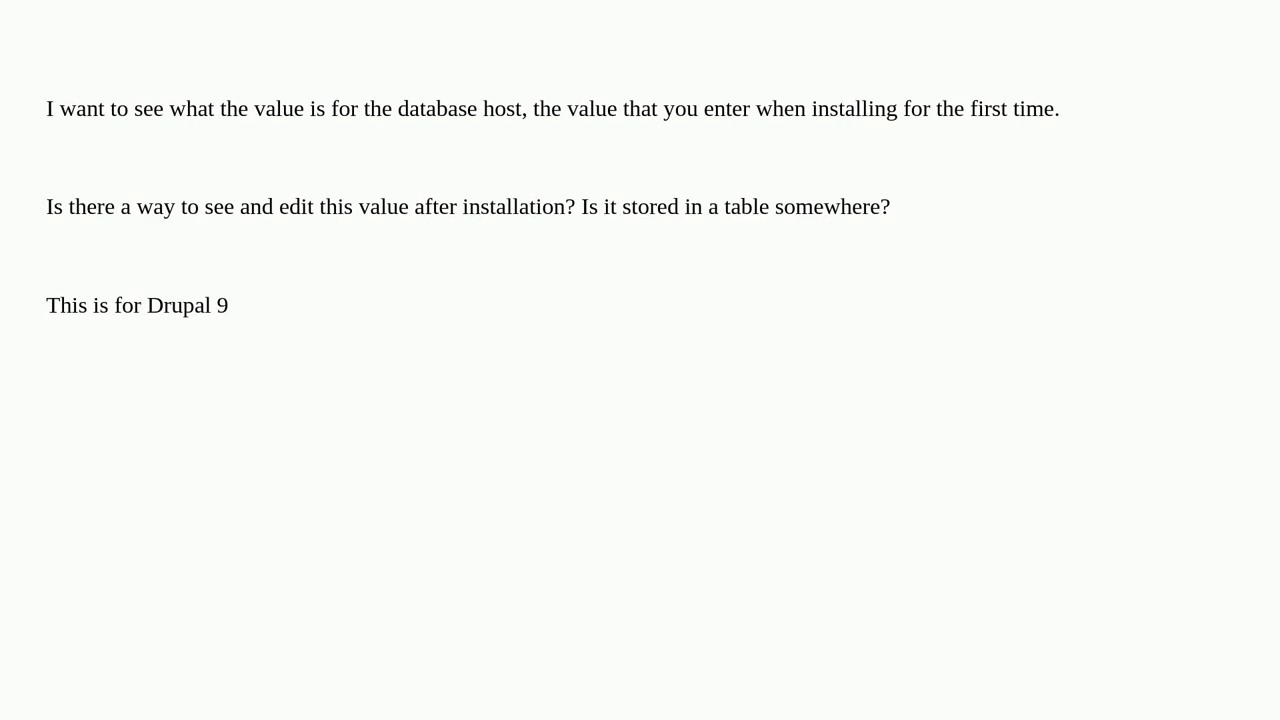 I want to see what the value is for the database host, the value that you enter when installing for the first time.
Is there a way to see and edit this value after installation? Is it stored in a table somewhere?
This is for Drupal 9